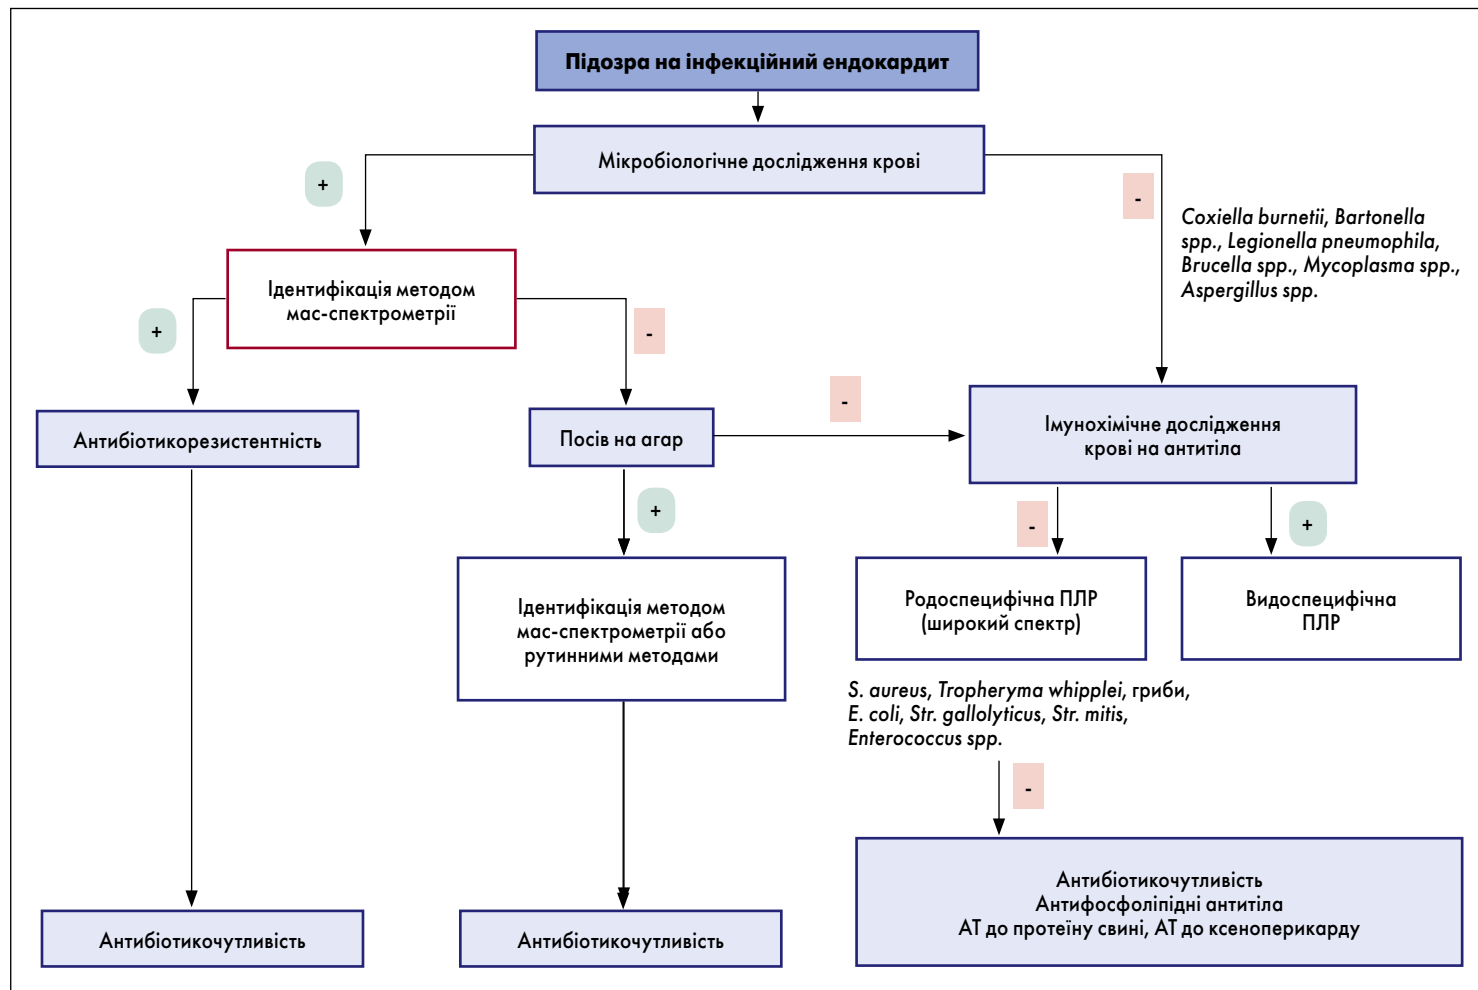 Підозра на інфекційний ендокардит
Мікробіологічне дослідження крові
+
-
Coxiella burnetii, Bartonella
spp., Legionella pneumophila,
Brucella spp., Mycoplasma spp.,
Aspergillus spp.
Ідентифікація методом
мас-спектрометрії
+
-
Антибіотикорезистентність
Посів на агар
-
Імунохімічне дослідження
крові на антитіла
+
-
+
Ідентифікація методом
мас-спектрометрії або
рутинними методами
Родоспецифічна ПЛР
(широкий спектр)
Видоспецифічна
ПЛР
S. aureus, Tropheryma whipplei, гриби,
E. coli, Str. gallolyticus, Str. mitis,
Enterococcus spp.
-
Антибіотикочутливість
Антибіотикочутливість
Антибіотикочутливість
Антифосфоліпідні антитіла
АТ до протеїну свині, АТ до ксеноперикарду